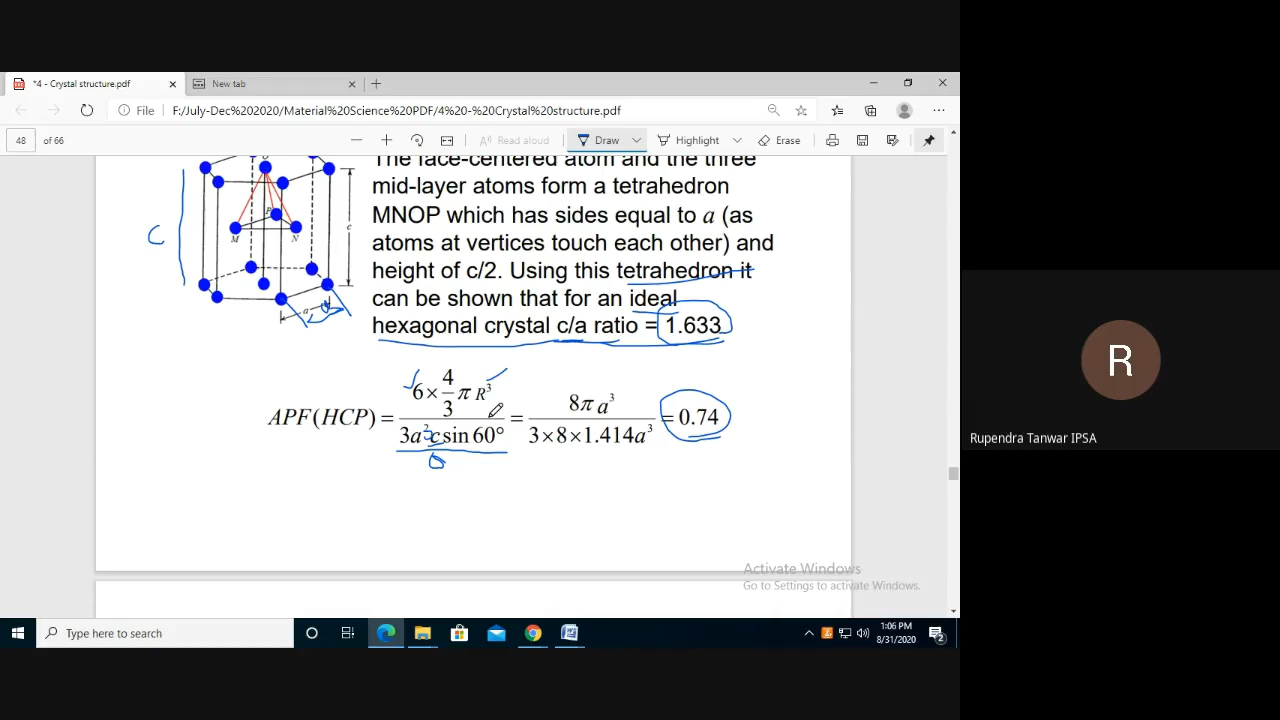 *4 - Crystal structure.pdf
New tab
File F:/July-Dec%202020/Material%20Science%20PDF/4%20-%20Crystal%20structure.pdf
48 of 66
Read aloud
Draw
Highlight
Erase
The face-centered atom and the three
mid-layer atoms form a tetrahedron
MNOP which has sides equal to a (as
atoms at vertices touch each other) and
height of c/2. Using this tetrahedron it
can be shown that for an ideal
hexagonal crystal c/a ratio = 1.633
P
M
N
c
a
C
APF(HCP) = 6×4/3 π R³ / 3a²c sin 60° = 8π a³ / 3×8×1.414a³ = 0.74
R
Rupendra Tanwar IPSA
Activate Windows
Go to Settings to activate Windows.
Type here to search
1:06 PM
8/31/2020
2